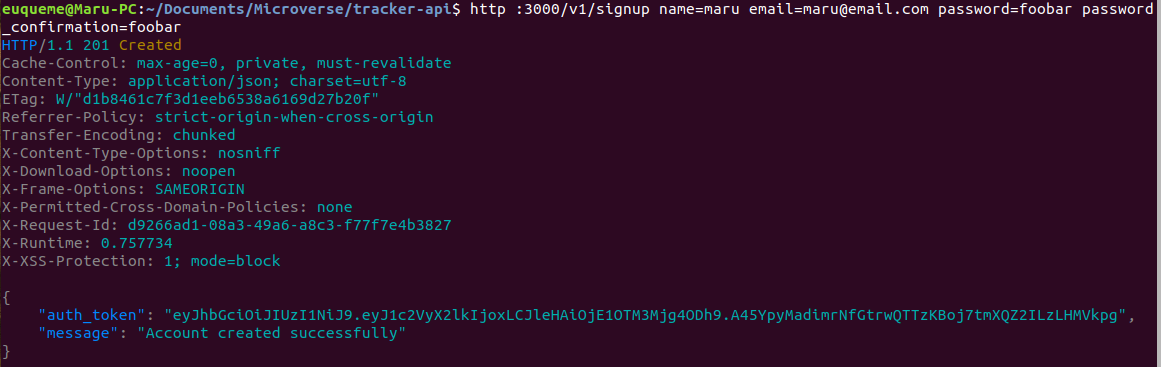 euqueme@Maru-PC:~/Documents/Microverse/tracker-api$ http :3000/v1/signup name=maru email=maru@email.com password=foobar password
_confirmation=foobar
HTTP/1.1 201 Created
Cache-Control: max-age=0, private, must-revalidate
Content-Type: application/json; charset=utf-8
ETag: W/"d1b8461c7f3d1eeb6538a6169d27b20f"
Referrer-Policy: strict-origin-when-cross-origin
Transfer-Encoding: chunked
X-Content-Type-Options: nosniff
X-Download-Options: noopen
X-Frame-Options: SAMEORIGIN
X-Permitted-Cross-Domain-Policies: none
X-Request-Id: d9266ad1-08a3-49a6-a8c3-f77f7e4b3827
X-Runtime: 0.757734
X-XSS-Protection: 1; mode=block
{
    "auth_token": "eyJhbGciOiJIUzI1NiJ9.eyJ1c2VyX2lkIjoxLCJleHAiOjE1OTM3Mjg4ODh9.A45YpyMadimrNfGtrwQTTzKBoj7tmXQZ2ILzLHMVkpg",
    "message": "Account created successfully"
}